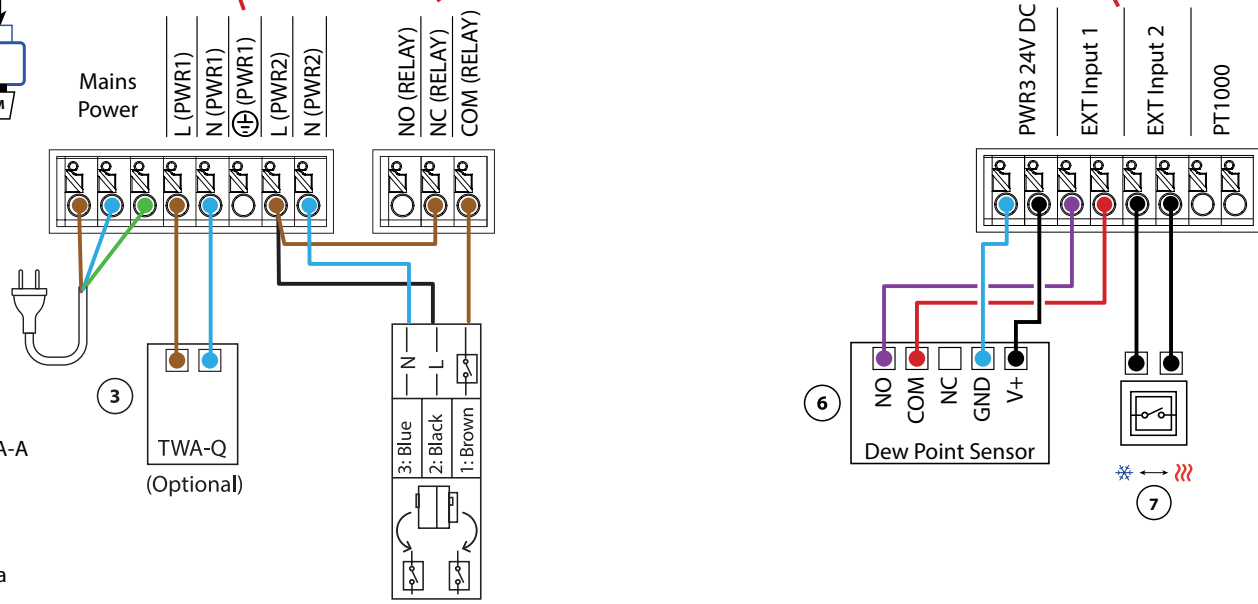 M
Mains
Power
L (PWR1)
N (PWR1)
(PWR1)
L (PWR2)
N (PWR2)
NO (RELAY)
NC (RELAY)
COM (RELAY)
PWR3 24V DC
EXT Input 1
EXT Input 2
PT1000
3
TWA-Q
(Optional)
A-A
a
N
L
3: Blue
2: Black
1: Brown
6
NO
COM
NC
GND
V+
Dew Point Sensor
7